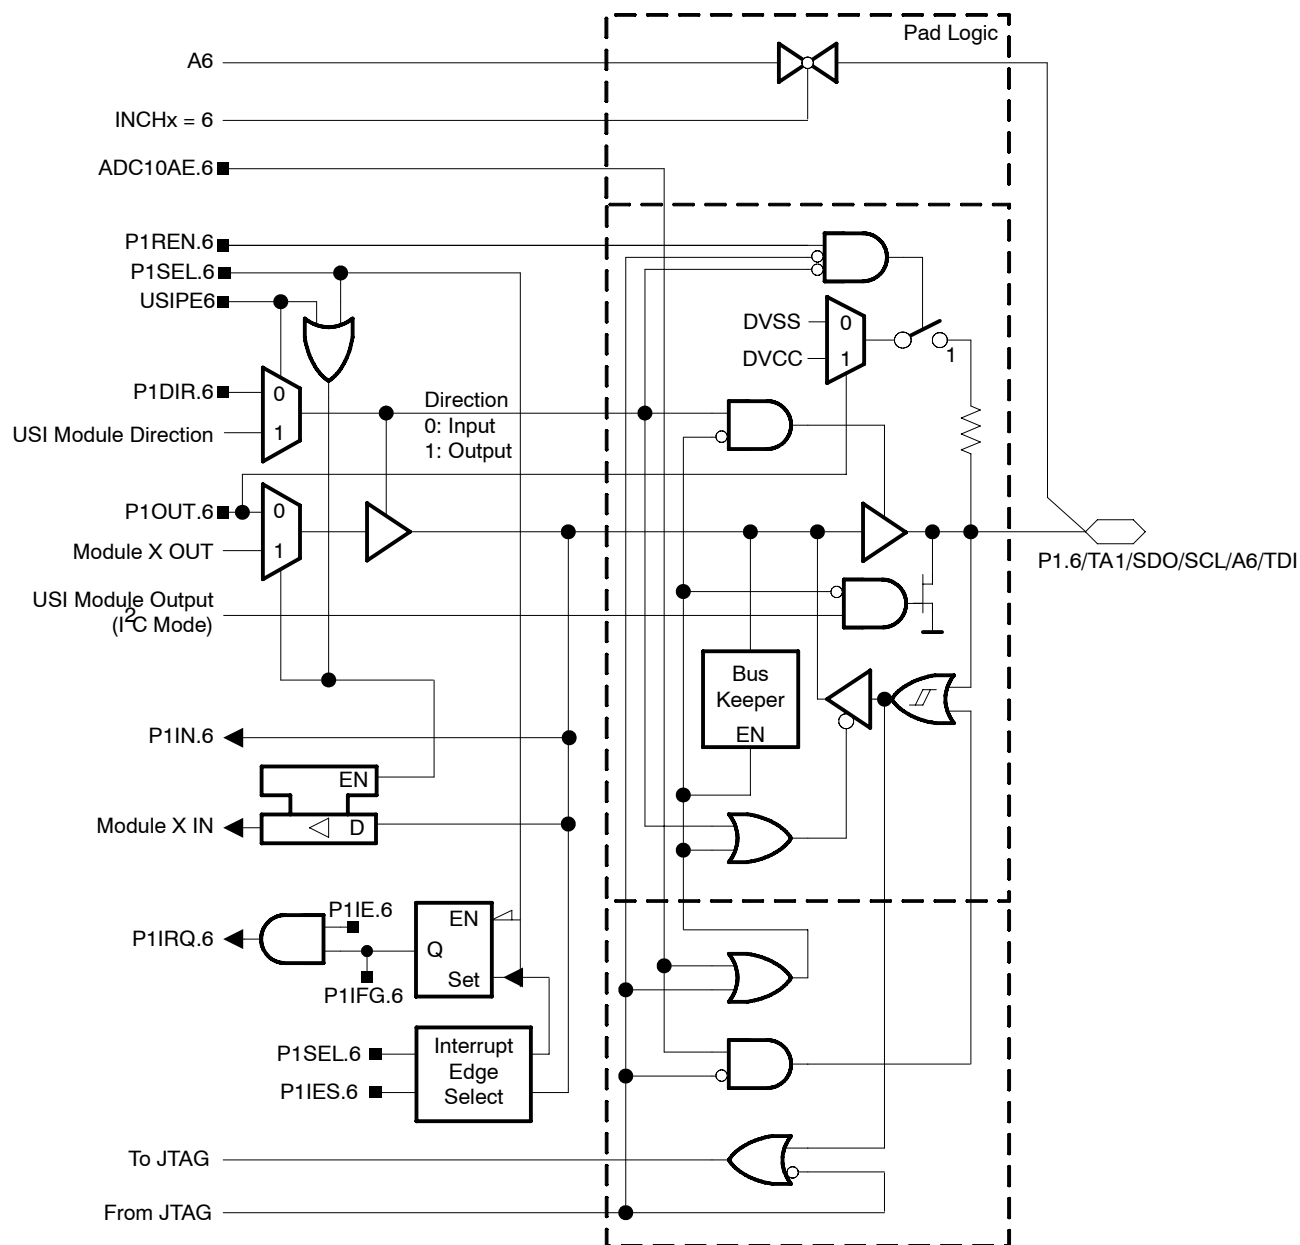 Pad Logic
A6
INCHx = 6
ADC10AE.6
P1REN.6
P1SEL.6
USIPE6
DVSS
0
DVCC
1
1
P1DIR.6
0
USI Module Direction
1
Direction
0: Input
1: Output
P1OUT.6
0
Module X OUT
1
P1.6/TA1/SDO/SCL/A6/TDI
USI Module Output
(I2C Mode)
Bus
Keeper
EN
P1IN.6
EN
Module X IN
D
P1IE.6
EN
P1IRQ.6
Q
Set
P1IFG.6
P1SEL.6
P1IES.6
Interrupt
Edge
Select
To JTAG
From JTAG